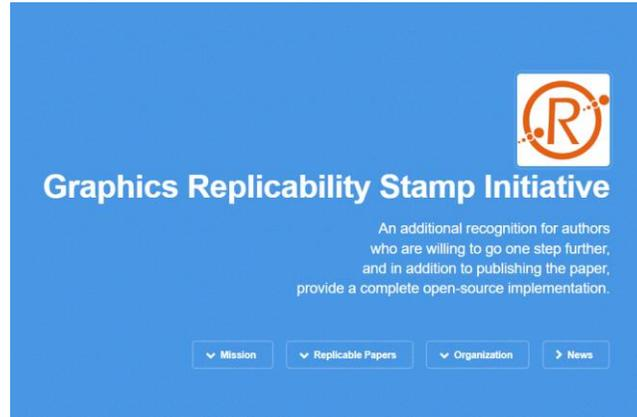 R
Graphics Replicability Stamp Initiative
An additional recognition for authors
who are willing to go one step further,
and in addition to publishing the paper,
provide a complete open-source implementation.
Mission
Replicable Papers
Organization
News